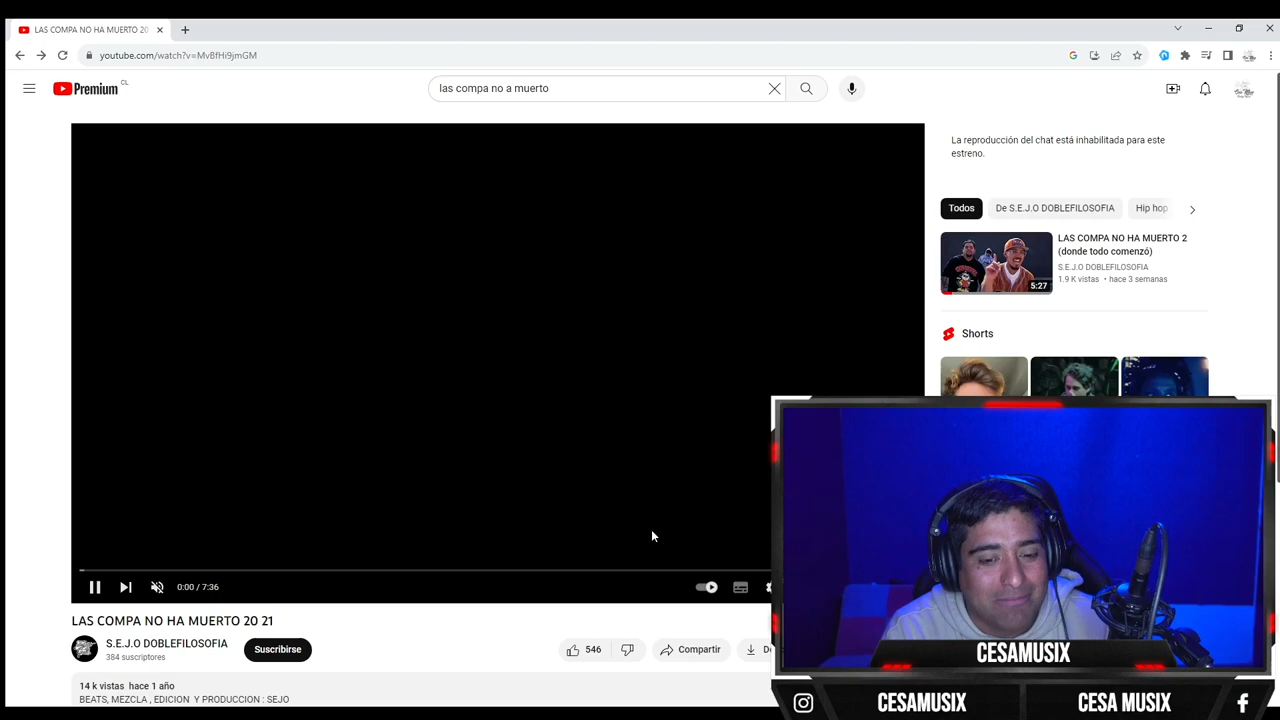 LAS COMPA NO HA MUERTO 20
youtube.com/watch?v=MvBfHi9jmGM
Premium CL
las compa no a muerto
La reproducción del chat está inhabilitada para este
estreno.
Todos
De S.E.J.O DOBLEFILOSOFIA
Hip hop
LAS COMPA NO HA MUERTO 2
(donde todo comenzó)
S.E.J.O DOBLEFILOSOFIA
1.9 K vistas • hace 3 semanas
5:27
Shorts
0:00 / 7:36
LAS COMPA NO HA MUERTO 20 21
S.E.J.O DOBLEFILOSOFIA
384 suscriptores
Suscribirse
546
Compartir
14 k vistas hace 1 año
BEATS, MEZCLA , EDICION Y PRODUCCION : SEJO
CESAMUSIX
CESAMUSIX
CESA MUSIX